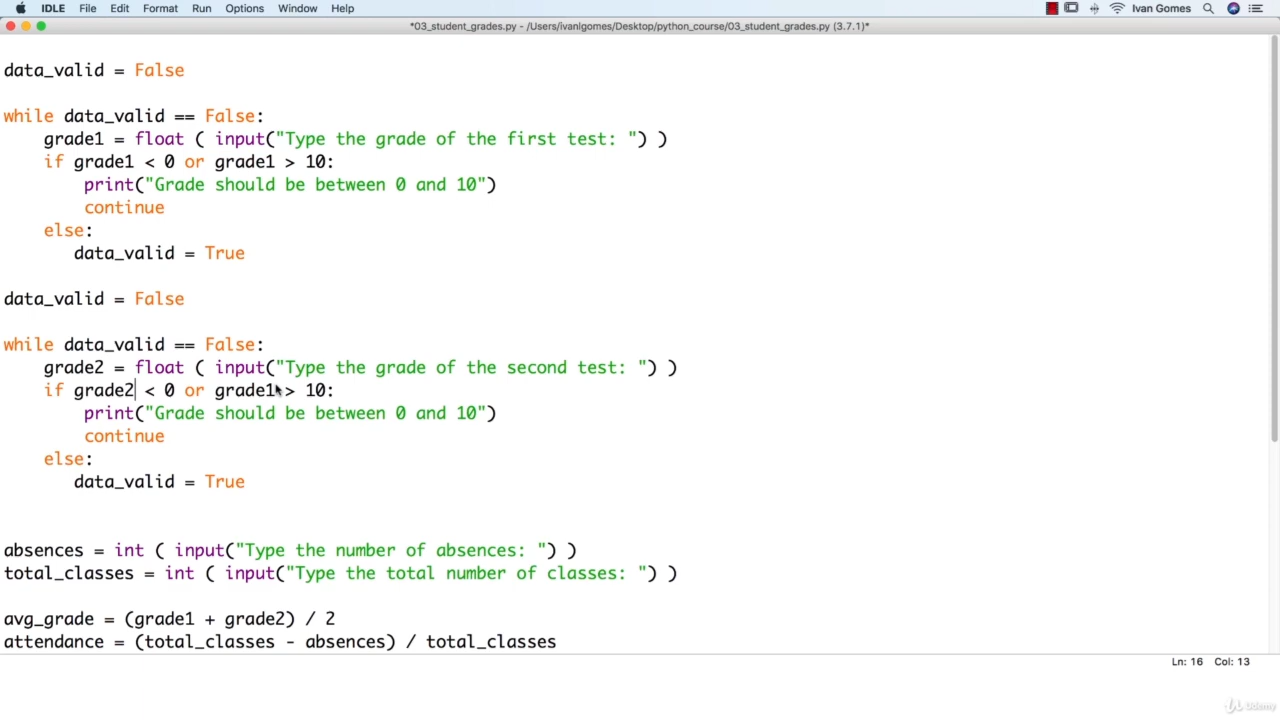 IDLE File Edit Format Run Options Window Help Ivan Gomes
*03_student_grades.py - /Users/ivanlgomes/Desktop/python_course/03_student_grades.py (3.7.1)*
data_valid = False
while data_valid == False:
    grade1 = float ( input("Type the grade of the first test: ") )
    if grade1 < 0 or grade1 > 10:
        print("Grade should be between 0 and 10")
        continue
    else:
       data_valid = True
data_valid = False
while data_valid == False:
    grade2 = float ( input("Type the grade of the second test: ") )
    if grade2 < 0 or grade1 > 10:
        print("Grade should be between 0 and 10")
        continue
    else:
       data_valid = True
absences = int ( input("Type the number of absences: ") )
total_classes = int ( input("Type the total number of classes: ") )
avg_grade = (grade1 + grade2) / 2
attendance = (total_classes - absences) / total_classes
Ln: 16 Col: 13
Udemy